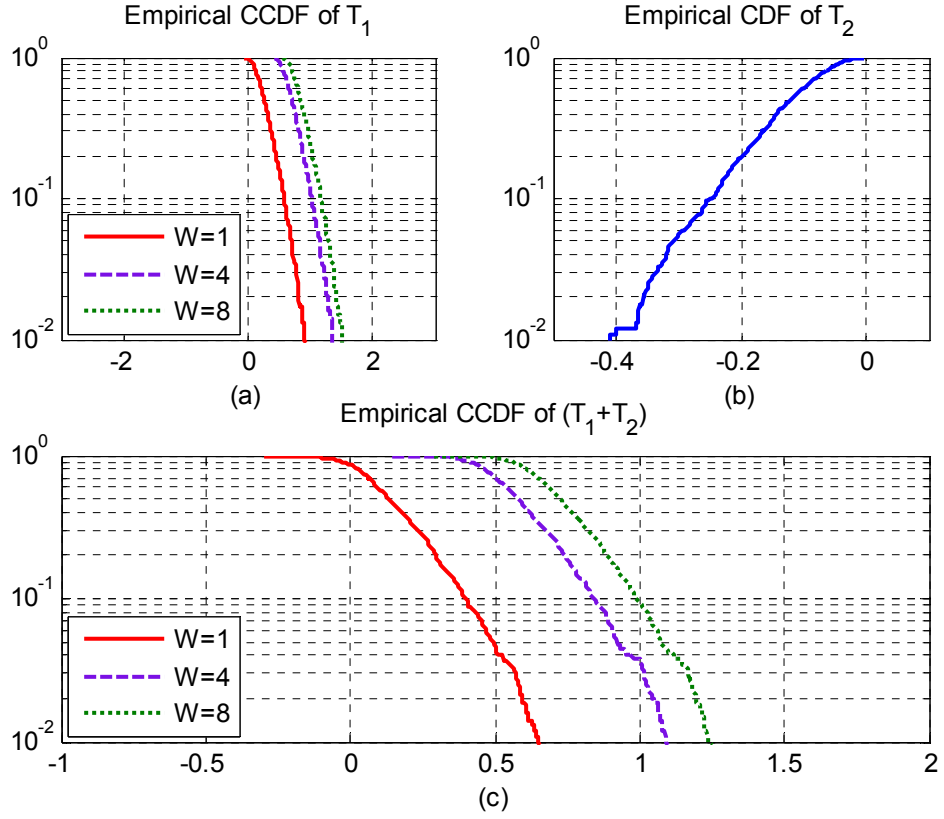 Empirical CCDF of T1
Empirical CDF of T2
10^0
10^-1
10^-2
W=1
W=4
W=8
-2
0
2
(a)
10^0
10^-1
10^-2
-0.4
-0.2
0
(b)
Empirical CCDF of (T1+T2)
10^0
10^-1
10^-2
W=1
W=4
W=8
-1
-0.5
0
0.5
1
1.5
2
(c)